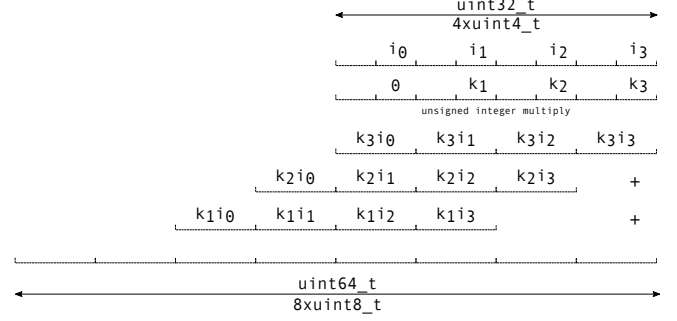 uint32_t
4xuint4_t
i0 i1 i2 i3
0 k1 k2 k3
unsigned integer multiply
k3i0 k3i1 k3i2 k3i3
k2i0 k2i1 k2i2 k2i3 +
k1i0 k1i1 k1i2 k1i3 +
uint64_t
8xuint8_t